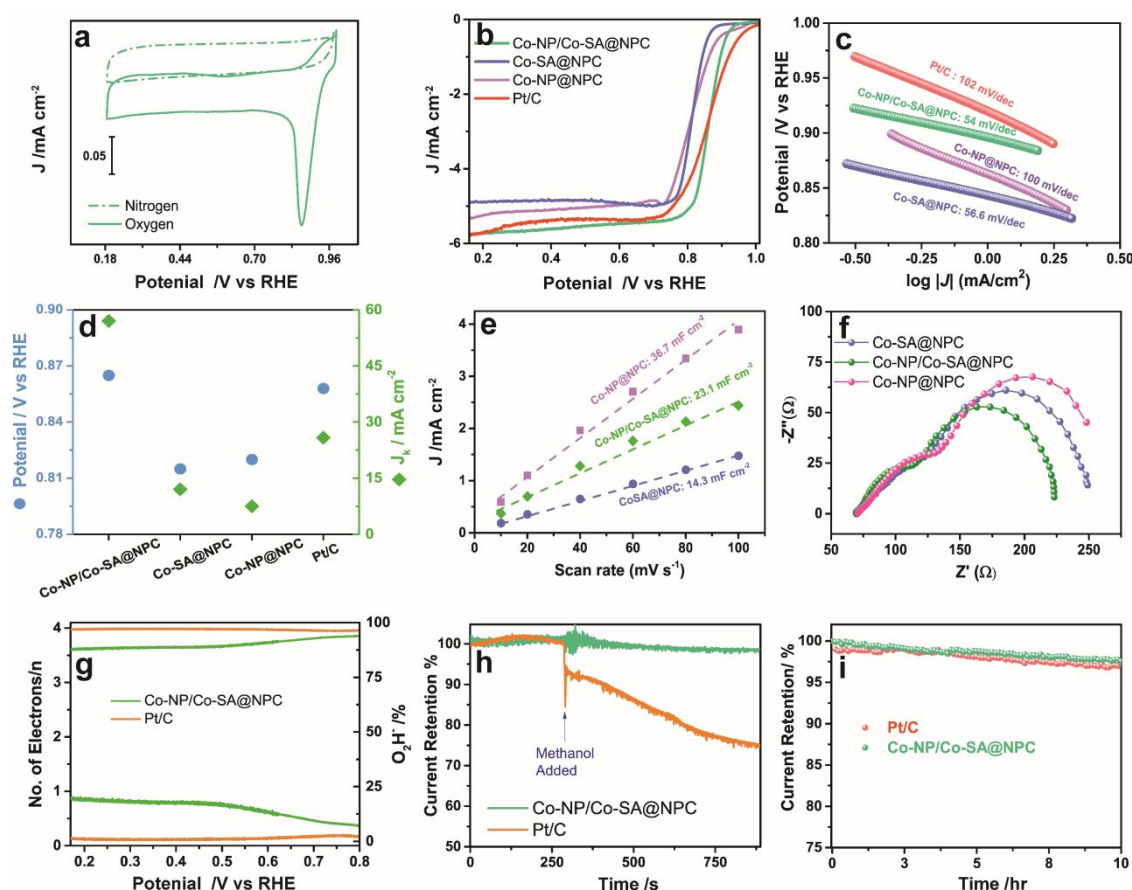 a
J /mA cm⁻²
0.05
Nitrogen
Oxygen
0.18 0.44 0.70 0.96
Potenial /V vs RHE
b
J /mA cm⁻²
0
-2
-4
-6
Co-NP/Co-SA@NPC
Co-SA@NPC
Co-NP@NPC
Pt/C
0.2 0.4 0.6 0.8 1.0
Potenial /V vs RHE
c
Potenial /V vs RHE
1.00
0.95
0.90
0.85
0.80
Pt/C : 102 mV/dec
Co-NP/Co-SA@NPC: 54 mV/dec
Co-NP@NPC: 100 mV/dec
Co-SA@NPC: 56.6 mV/dec
-0.50 -0.25 0.00 0.25 0.50
log |J| (mA/cm²)
d
Potenial / V vs RHE
0.90
0.87
0.84
0.81
0.78
60
45
30
15
0
Jₖ / mA cm⁻²
Co-NP/Co-SA@NPC
Co-SA@NPC
Co-NP@NPC
Pt/C
e
J /mA cm⁻²
4
3
2
1
0
Co-NP@NPC: 36.7 mF cm⁻²
Co-NP/Co-SA@NPC: 23.1 mF cm⁻²
CoSA@NPC: 14.3 mF cm⁻²
0 20 40 60 80 100
Scan rate (mV s⁻¹)
f
-Z"(Ω)
100
75
50
25
0
Co-SA@NPC
Co-NP/Co-SA@NPC
Co-NP@NPC
50 100 150 200 250
Z' (Ω)
g
No. of Electrons/n
4
3
2
1
0
100
75
50
25
0
O₂H⁻ /%
Co-NP/Co-SA@NPC
Pt/C
0.2 0.3 0.4 0.5 0.6 0.7 0.8
Potential /V vs RHE
h
Current Retention %
100
90
80
70
60
50
Methanol
Added
Co-NP/Co-SA@NPC
Pt/C
0 250 500 750
Time /s
i
Current Retention/ %
100
95
90
85
80
75
Pt/C
Co-NP/Co-SA@NPC
0 3 5 8 10
Time /hr